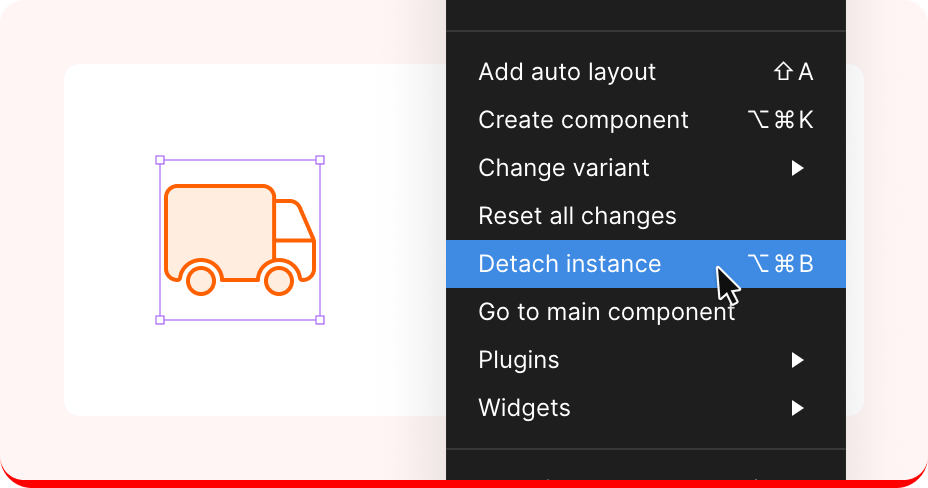 Add auto layout ⇧A
Create component ⌥⌘K
Change variant ▶
Reset all changes
Detach instance ⌥⌘B
Go to main component
Plugins ▶
Widgets ▶